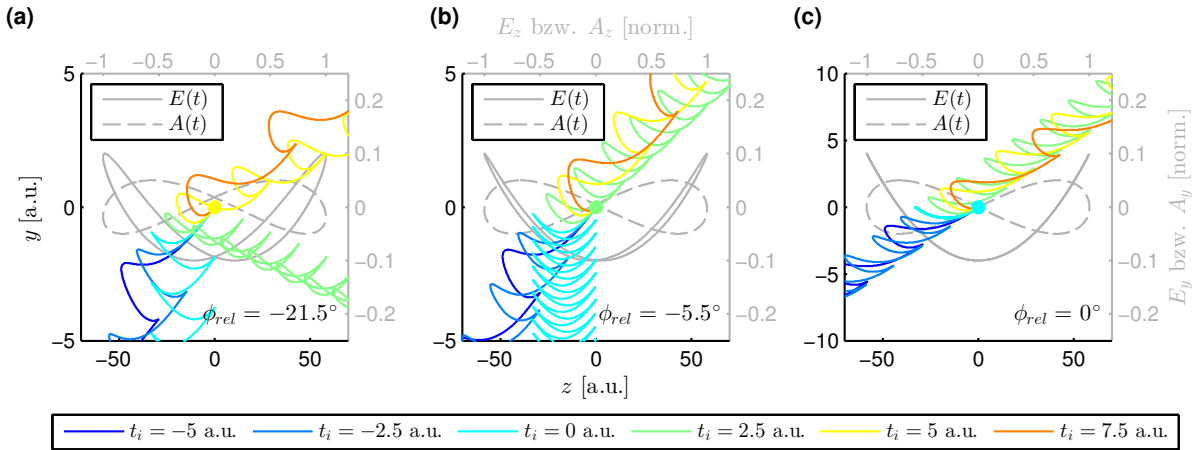 (a) (b) (c)
E_z bzw. A_z [norm.]
−1 −0.5 0 0.5 1
−1 −0.5 0 0.5 1
−1 −0.5 0 0.5 1
E(t)
A(t)
E(t)
A(t)
E(t)
A(t)
y [a.u.]
5
0
−5
0.2
0.1
0
−0.1
−0.2
5
0
−5
0.2
0.1
0
−0.1
−0.2
10
5
0
−5
−10
0.2
0.1
0
−0.1
−0.2
E_y bzw. A_y [norm.]
ϕ_rel = −21.5°
ϕ_rel = −5.5°
ϕ_rel = 0°
−50 0 50
−50 0 50
−50 0 50
z [a.u.]
t_i = −5 a.u. t_i = −2.5 a.u. t_i = 0 a.u. t_i = 2.5 a.u. t_i = 5 a.u. t_i = 7.5 a.u.